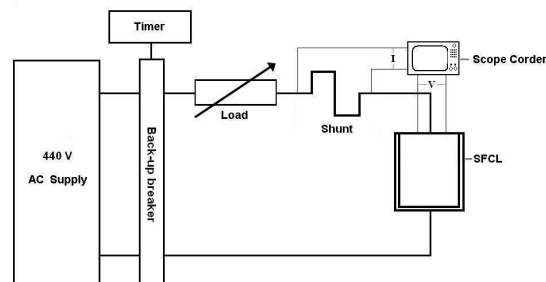 Timer
Scope Corder
I
V
Load
Shunt
Back-up breaker
440 V
AC Supply
SFCL